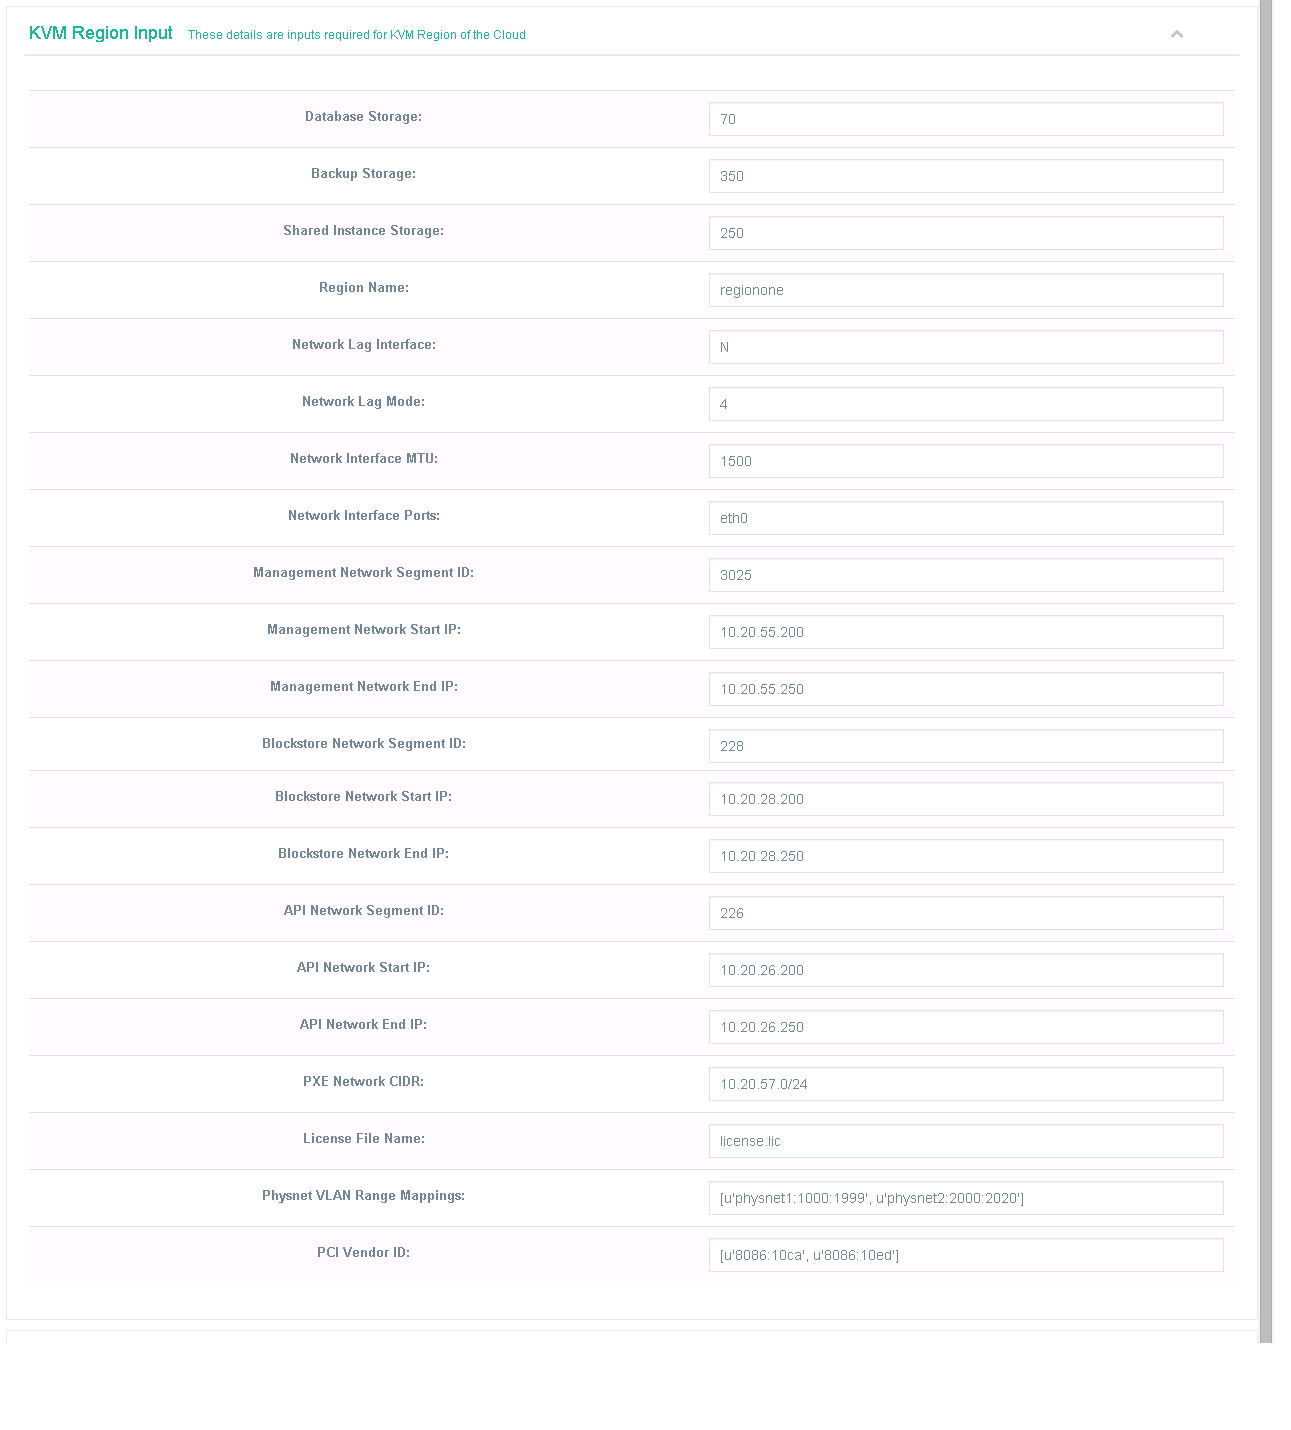 KVM Region Input These details are inputs required for KVM Region of the Cloud
Database Storage: 70
Backup Storage: 350
Shared Instance Storage: 250
Region Name: regionone
Network Lag Interface: N
Network Lag Mode: 4
Network Interface MTU: 1500
Network Interface Ports: eth0
Management Network Segment ID: 3025
Management Network Start IP: 10.20.55.200
Management Network End IP: 10.20.55.250
Blockstore Network Segment ID: 228
Blockstore Network Start IP: 10.20.28.200
Blockstore Network End IP: 10.20.28.250
API Network Segment ID: 226
API Network Start IP: 10.20.26.200
API Network End IP: 10.20.26.250
PXE Network CIDR: 10.20.57.0/24
License File Name: license.lic
Physnet VLAN Range Mappings: [u'physnet1:1000:1999', u'physnet2:2000:2020']
PCI Vendor ID: [u'8086:10ca', u'8086:10ed']